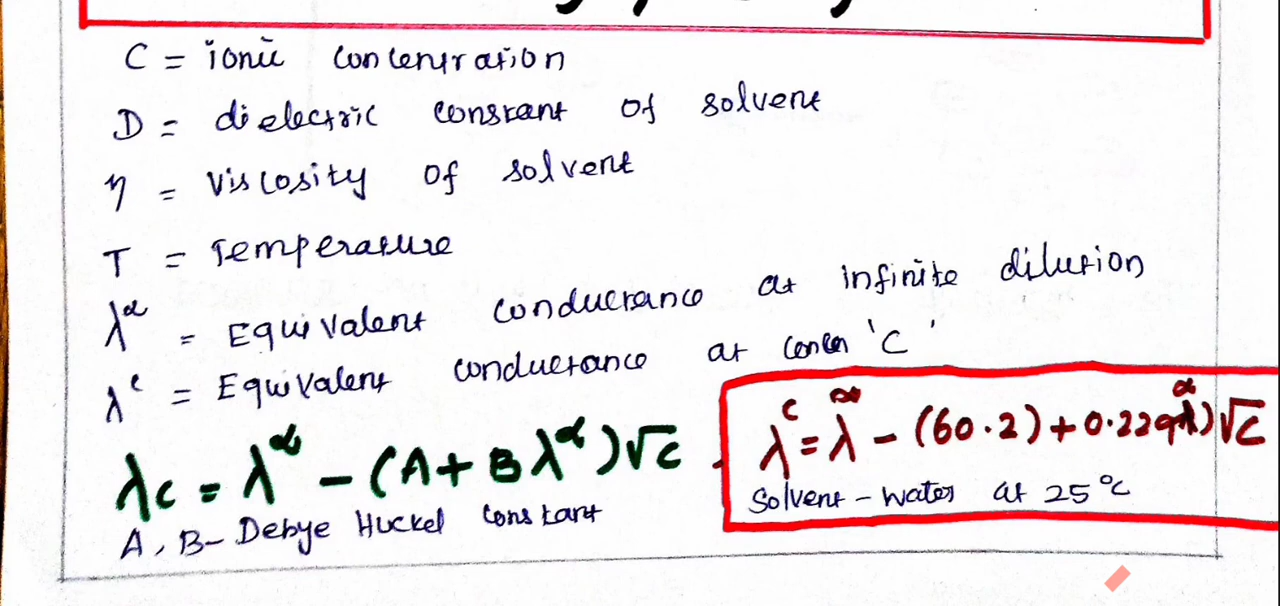 C = ionic concentration
D = dielectric constant of solvent
η = Viscosity of solvent
T = Temperature
λ^α = Equivalent conductance at infinite dilution
λ^c = Equivalent conductance at concn 'C'
λc = λ^α - (A + B λ^α)√C
A, B - Debye Huckel constant
λ^C = λ^∞ - (60.2) + 0.229λ^α)√C
Solvent - water at 25°C